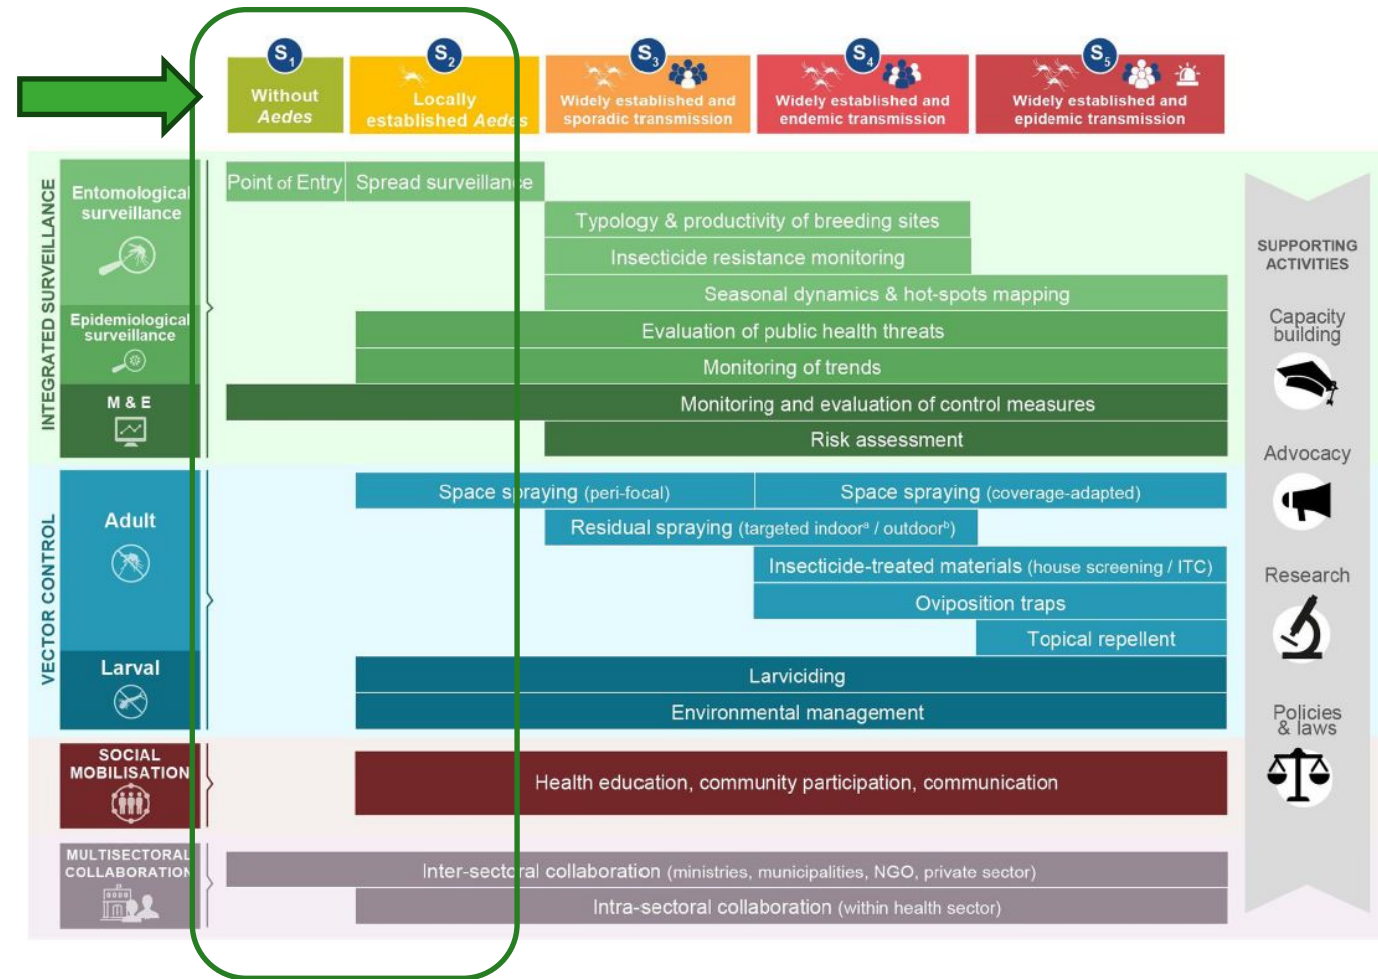 S1
S2
S3
S4
S5
Without
Aedes
Locally
established Aedes
Widely established and
sporadic transmission
Widely established and
endemic transmission
Widely established and
epidemic transmission
INTEGRATED SURVEILLANCE
Entomological
surveillance
Point of Entry
Spread surveillance
Typology & productivity of breeding sites
Insecticide resistance monitoring
Seasonal dynamics & hot-spots mapping
Epidemiological
surveillance
Evaluation of public health threats
Monitoring of trends
M & E
Monitoring and evaluation of control measures
Risk assessment
VECTOR CONTROL
Adult
Space spraying (peri-focal)
Space spraying (coverage-adapted)
Residual spraying (targeted indoorᵃ / outdoorᵇ)
Insecticide-treated materials (house screening / ITC)
Oviposition traps
Topical repellent
Larval
Larviciding
Environmental management
SOCIAL
MOBILISATION
Health education, community participation, communication
MULTISECTORAL
COLLABORATION
Inter-sectoral collaboration (ministries, municipalities, NGO, private sector)
Intra-sectoral collaboration (within health sector)
SUPPORTING
ACTIVITIES
Capacity
building
Advocacy
Research
Policies
& laws